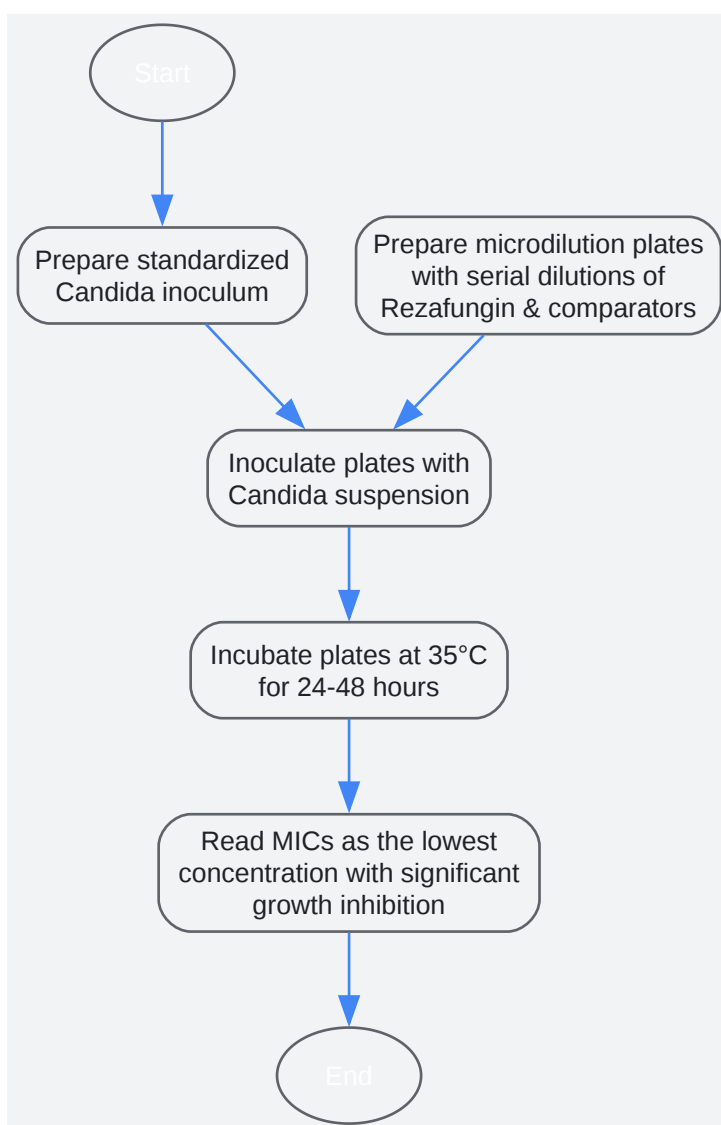 Start
Prepare standardized
Candida inoculum
Prepare microdilution plates
with serial dilutions of
Rezafungin & comparators
Inoculate plates with
Candida suspension
Incubate plates at 35°C
for 24-48 hours
Read MICs as the lowest
concentration with significant
growth inhibition
End